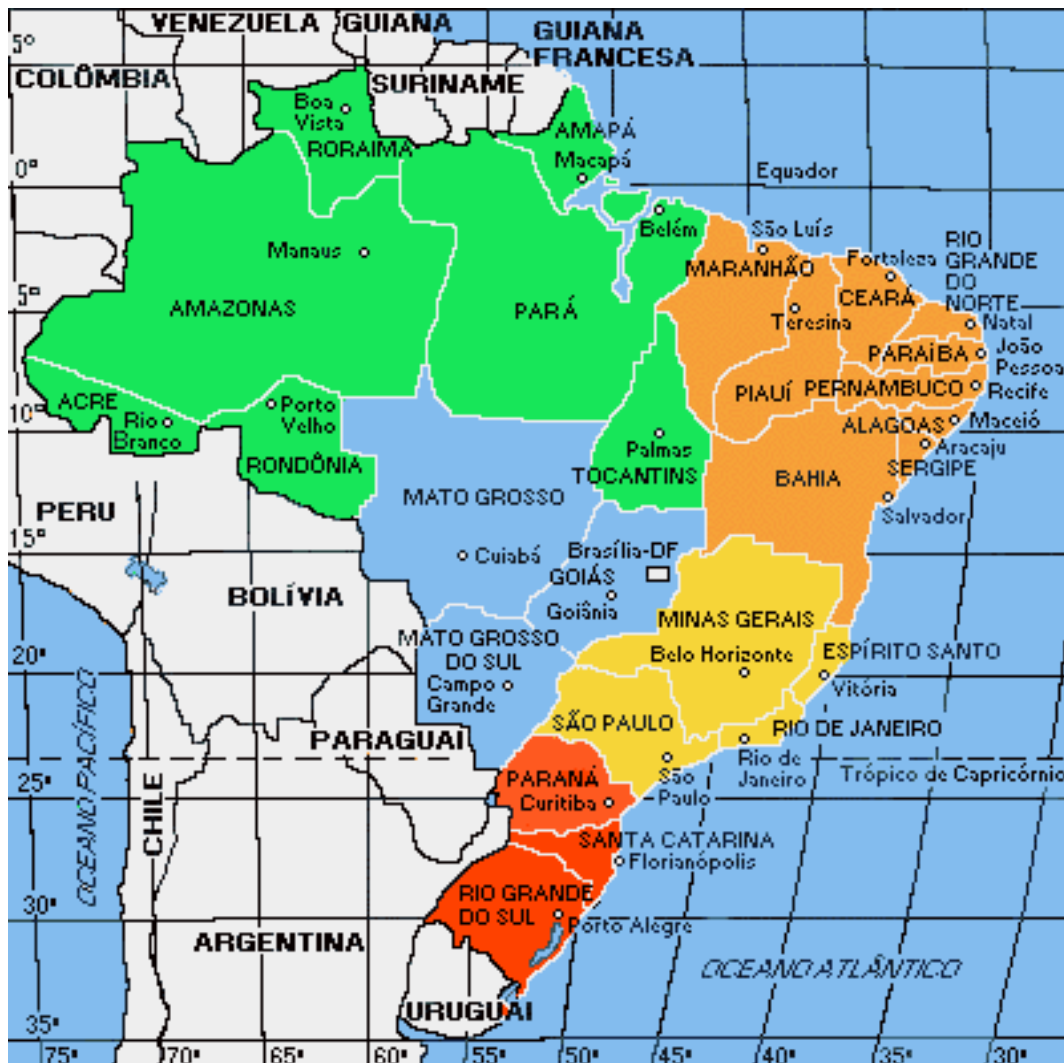 VENEZUELA
GUIANA
GUIANA
FRANCESA
5°
COLÔMBIA
SURINAME
Boa
Vista
RORAIMA
AMAPÁ
Macapá
0°
Equador
Belém
São Luís
RIO
GRANDE
DO
NORTE
Manaus
MARANHÃO
Fortaleza
CEARÁ
5°
AMAZONAS
PARÁ
Teresina
Natal
PARAÍBA
João
Pessoa
PIAUÍ
PERNAMBUCO
Recife
ACRE
Rio
Branco
Porto
Velho
10°
ALAGOAS
Maceió
Palmas
Aracaju
RONDÔNIA
TOCANTINS
BAHIA
SERGIPE
MATO GROSSO
PERU
Salvador
15°
Cuiabá
Brasília-DF
GOIÁS
BOLÍVIA
Goiânia
MINAS GERAIS
MATO GROSSO
DO SUL
Belo Horizonte
ESPÍRITO SANTO
20°
Campo
Grande
Vitória
OCEANO PACÍFICO
SÃO PAULO
RIO DE JANEIRO
PARAGUAI
Rio de
Janeiro
São
Paulo
Trópico de Capricórnio
PARANÁ
25°
Curitiba
CHILE
SANTA CATARINA
Florianópolis
RIO GRANDE
DO SUL
30°
Porto Alegre
ARGENTINA
OCEANO ATLÂNTICO
URUGUAI
35°
75°
70°
65°
60°
55°
50°
45°
40°
35°
30°